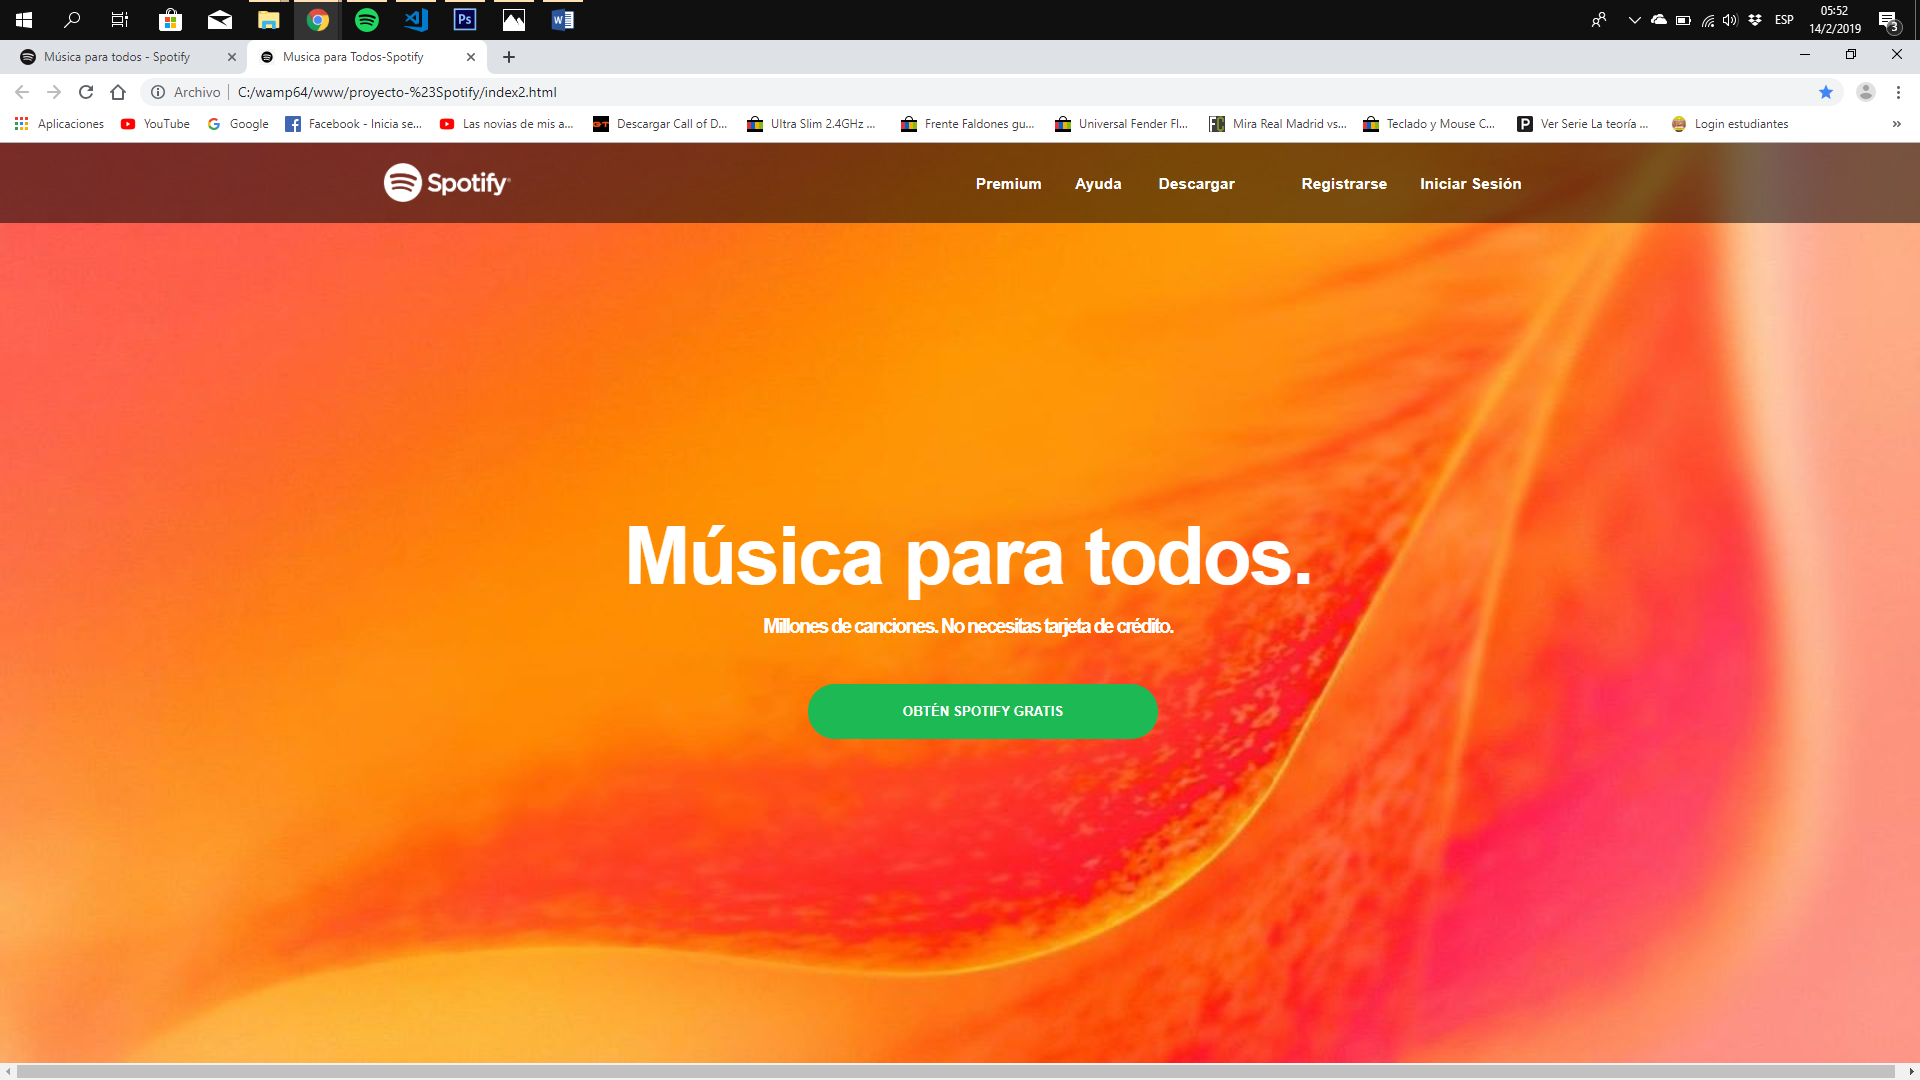 Ps
W
ESP
05:52
14/2/2019
3
Música para todos - Spotify
Musica para Todos-Spotify
Archivo
C:/wamp64/www/proyecto-%23Spotify/index2.html
Aplicaciones
YouTube
Google
Facebook - Inicia se...
Las novias de mis a...
Descargar Call of D...
Ultra Slim 2.4GHz ...
Frente Faldones gu...
Universal Fender Fl...
Mira Real Madrid vs...
Teclado y Mouse C...
Ver Serie La teoría ...
Login estudiantes
Spotify®
Premium
Ayuda
Descargar
Registrarse
Iniciar Sesión
Música para todos.
Millones de canciones. No necesitas tarjeta de crédito.
OBTÉN SPOTIFY GRATIS